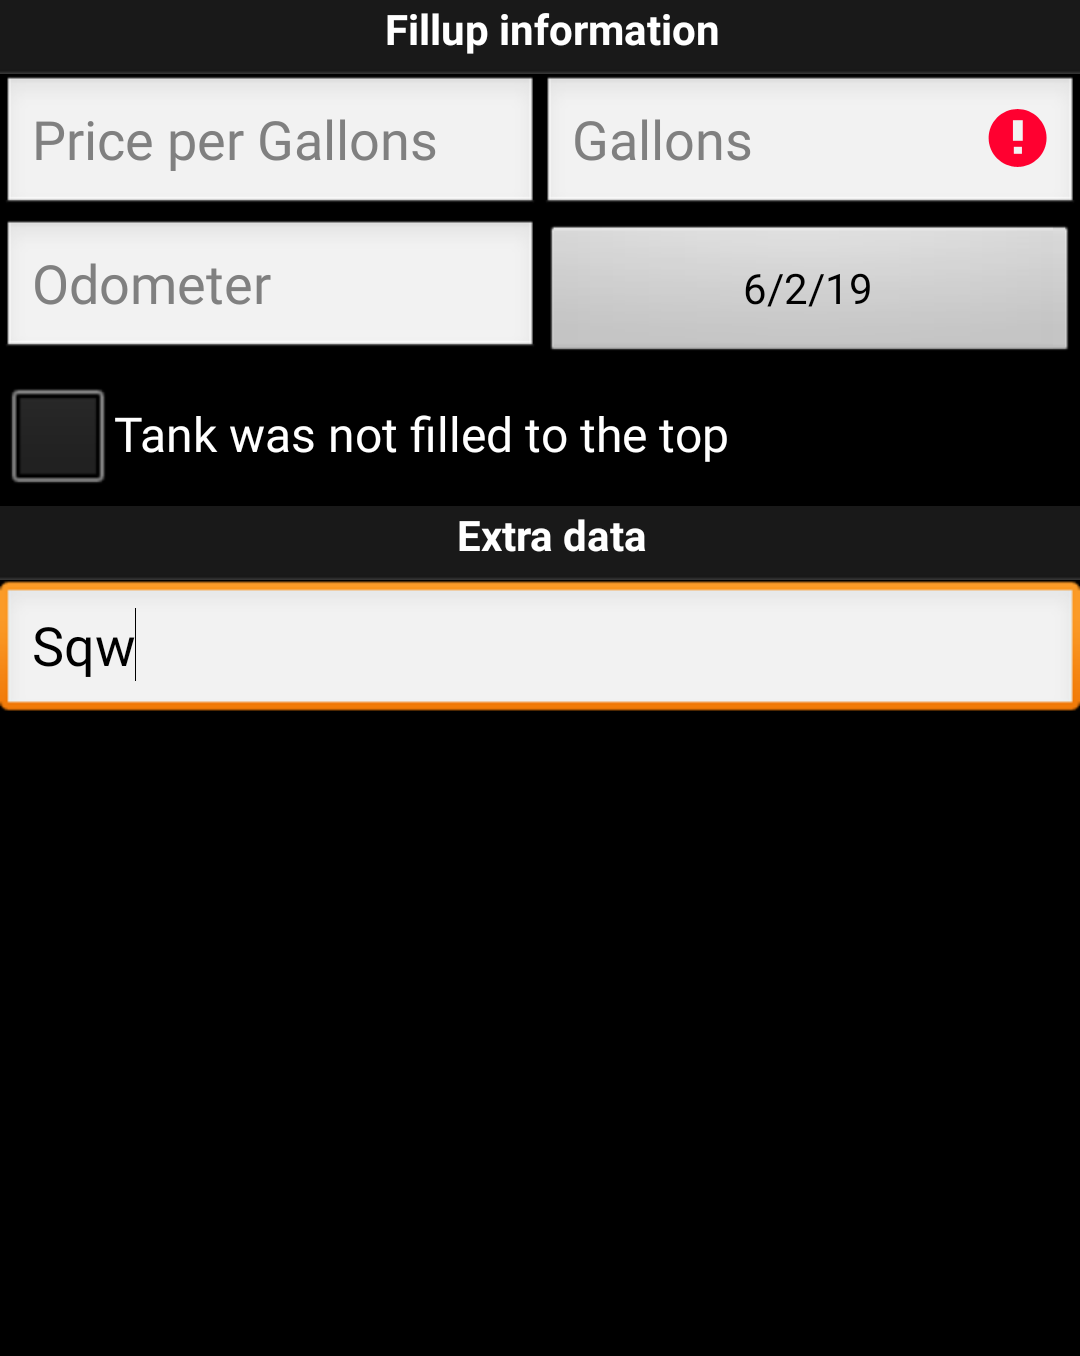 Fillup information
Price per Gallons
Gallons
Odometer
6/2/19
Tank was not filled to the top
Extra data
Sqw